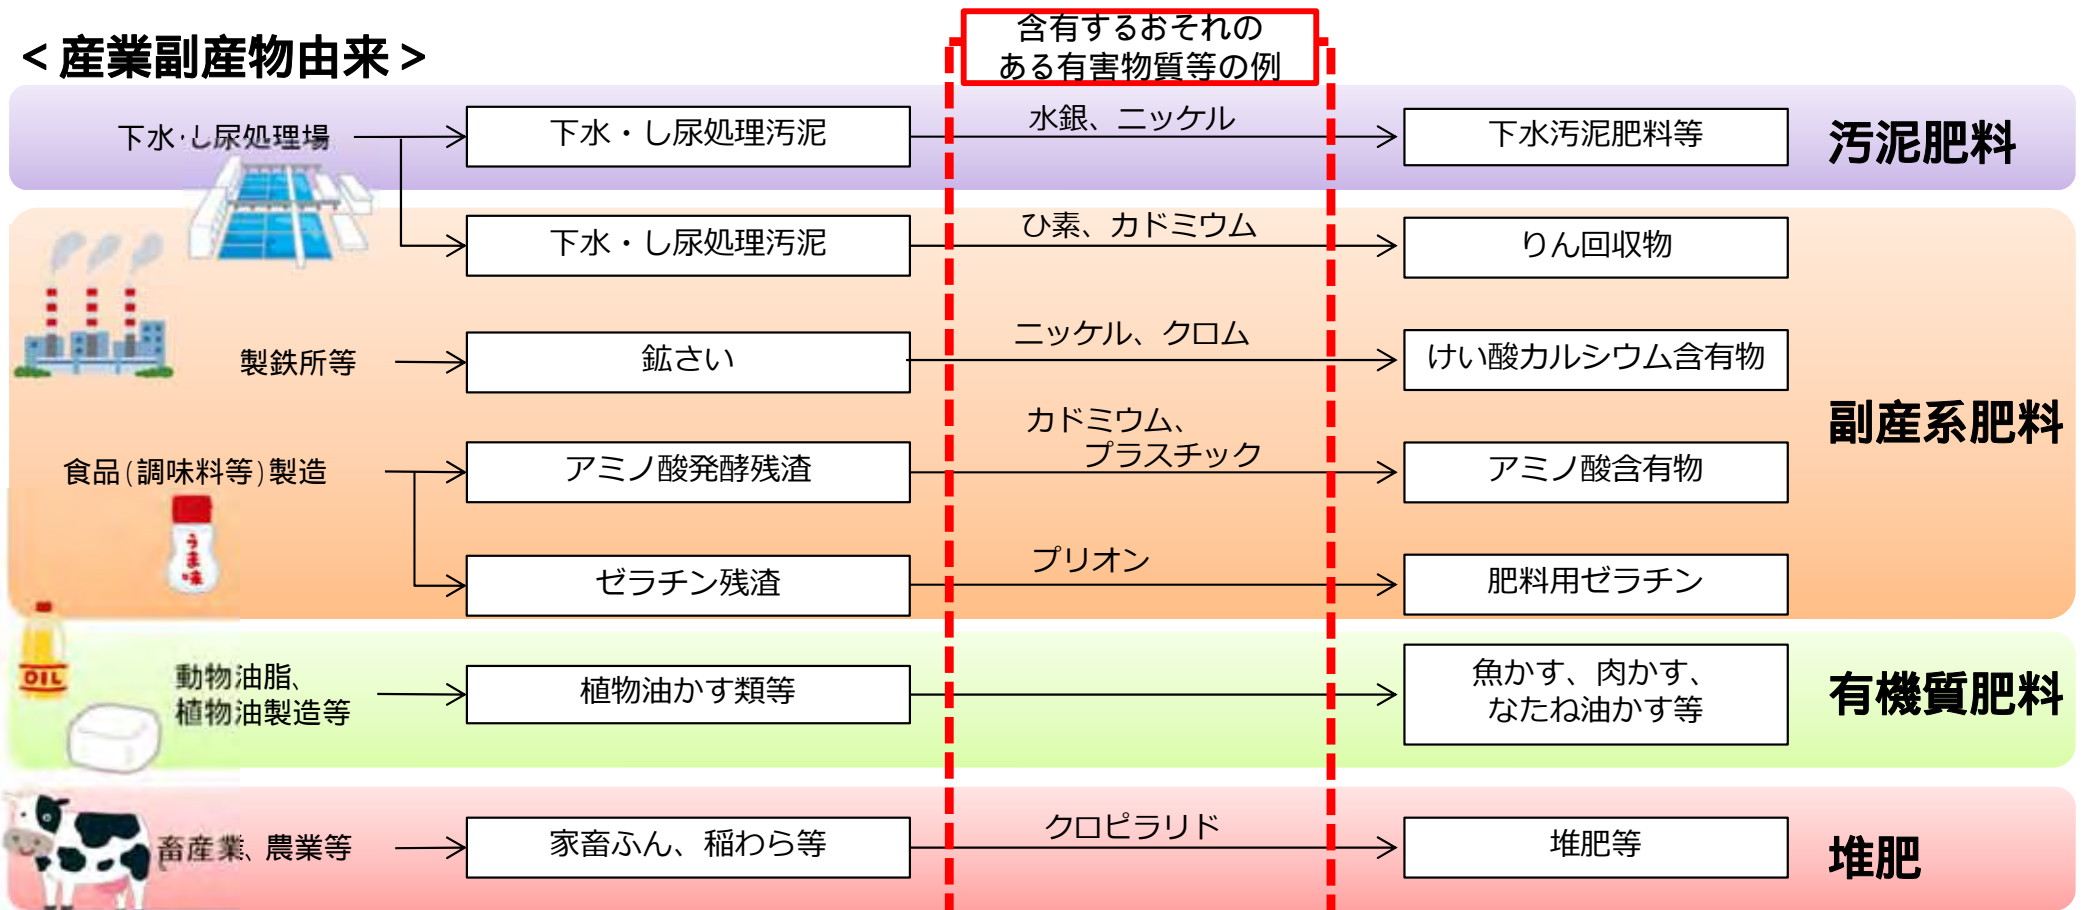 含有するおそれの
ある有害物質等の例
＜産業副産物由来＞
下水・し尿処理場
下水・し尿処理汚泥
水銀、ニッケル
下水汚泥肥料等
汚泥肥料
下水・し尿処理汚泥
ひ素、カドミウム
りん回収物
製鉄所等
鉱さい
ニッケル、クロム
けい酸カルシウム含有物
副産系肥料
食品(調味料等)製造
アミノ酸発酵残渣
カドミウム、
プラスチック
アミノ酸含有物
うま味
ゼラチン残渣
プリオン
肥料用ゼラチン
OIL
動物油脂、
植物油製造等
植物油かす類等
魚かす、肉かす、
なたね油かす等
有機質肥料
畜産業、農業等
家畜ふん、稲わら等
クロピラリド
堆肥等
堆肥